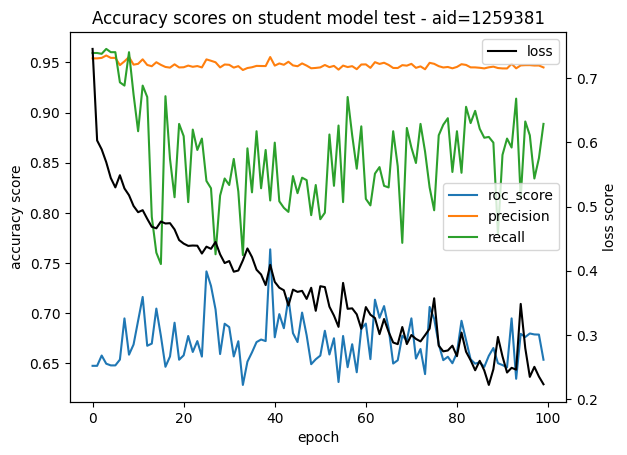 Accuracy scores on student model test - aid=1259381
accuracy score
0.95
0.90
0.85
0.80
0.75
0.70
0.65
0.7
0.6
0.5
0.4
0.3
0.2
loss score
loss
roc_score
precision
recall
0
20
40
60
80
100
epoch